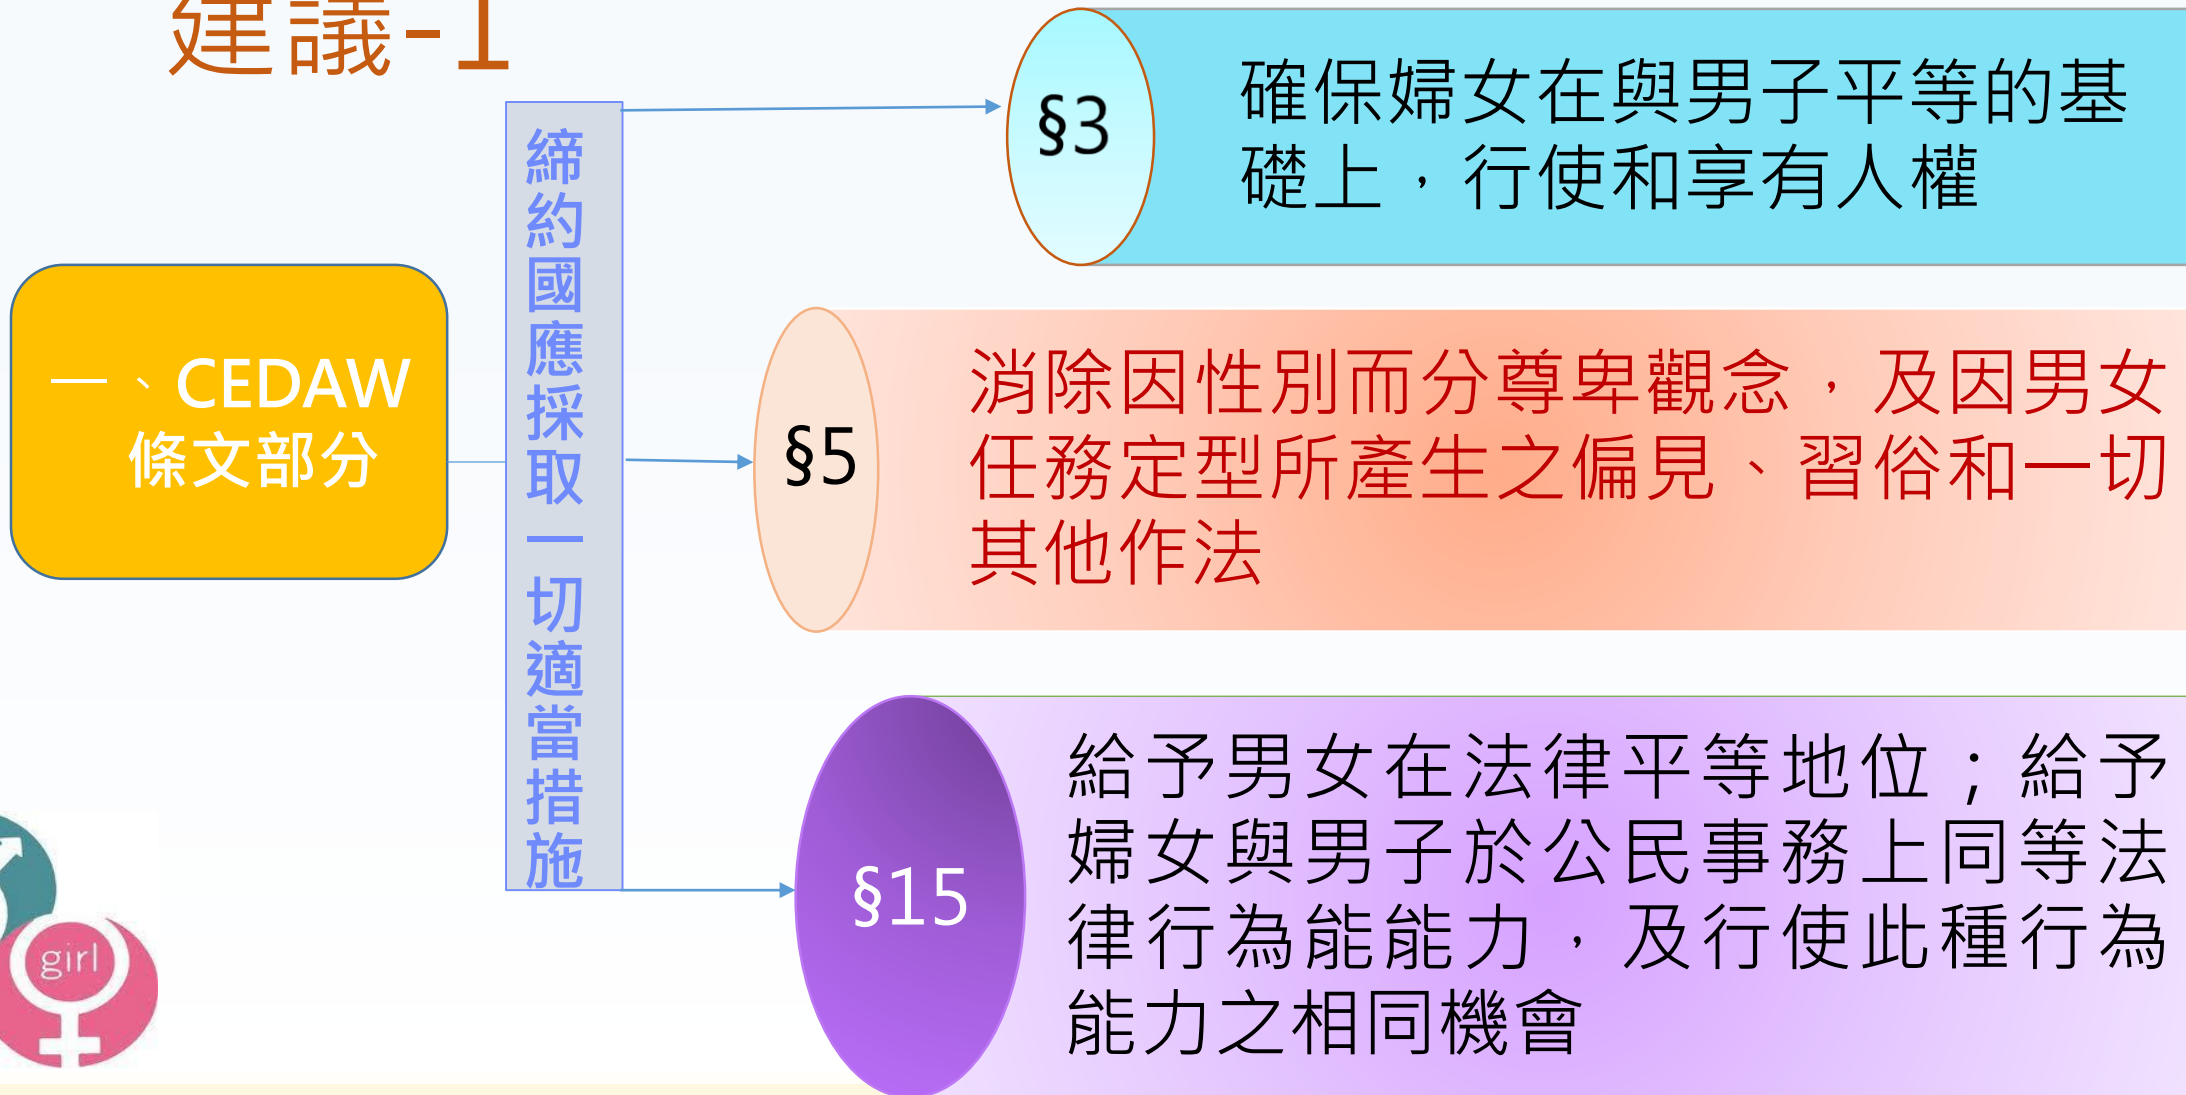 建議-1
一、CEDAW
條文部分
締約國應採取一切適當措施
§3
確保婦女在與男子平等的基
礎上，行使和享有人權
§5
消除因性別而分尊卑觀念，及因男女
任務定型所產生之偏見、習俗和一切
其他作法
§15
給予男女在法律平等地位；給予
婦女與男子於公民事務上同等法
律行為能能力，及行使此種行為
能力之相同機會
girl